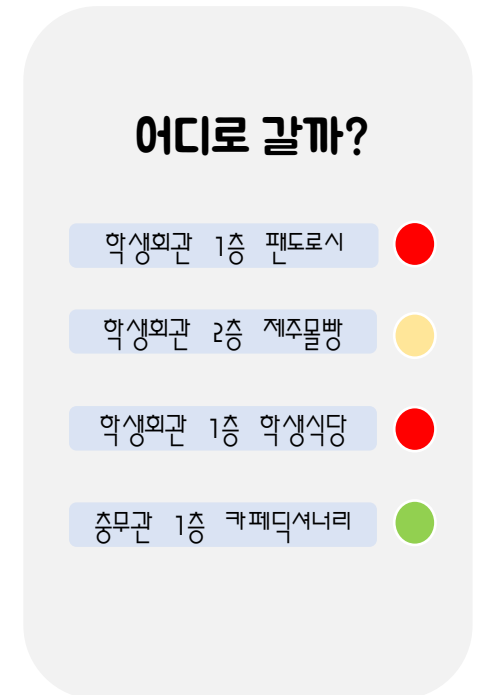 어디로 갈까?
학생회관 1층 팬도로시
학생회관 2층 제주몰빵
학생회관 1층 학생식당
충무관 1층 카페딕셔너리